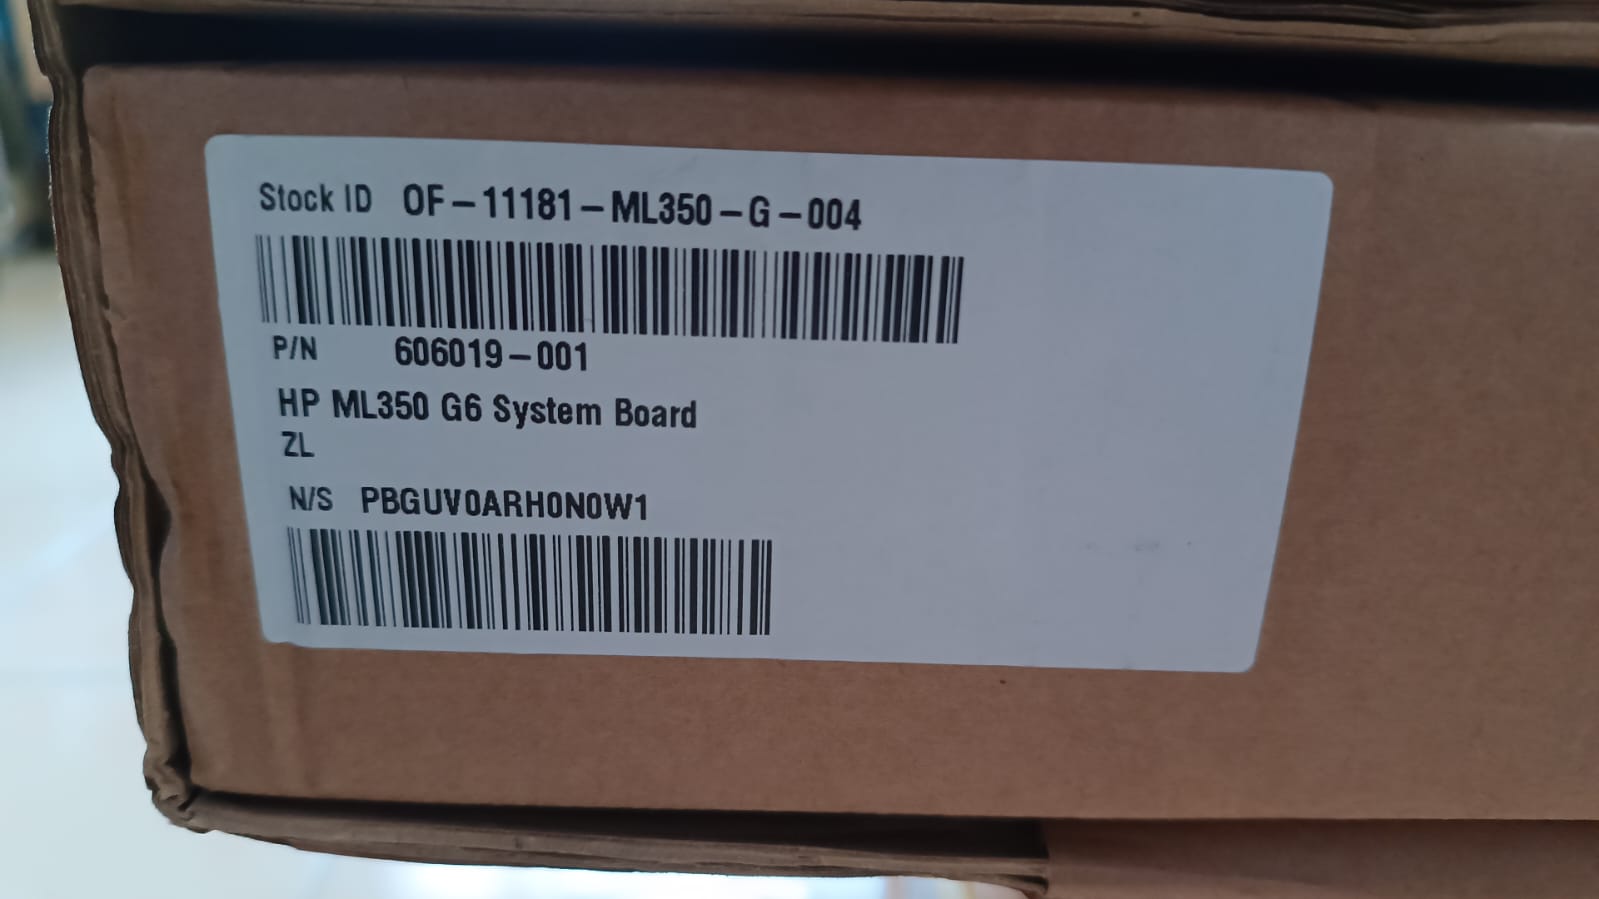 Stock ID OF-11181-ML350-G-004
P/N 606019-001
HP ML350 G6 System Board
ZL
N/S PBGUV0ARH0N0W1